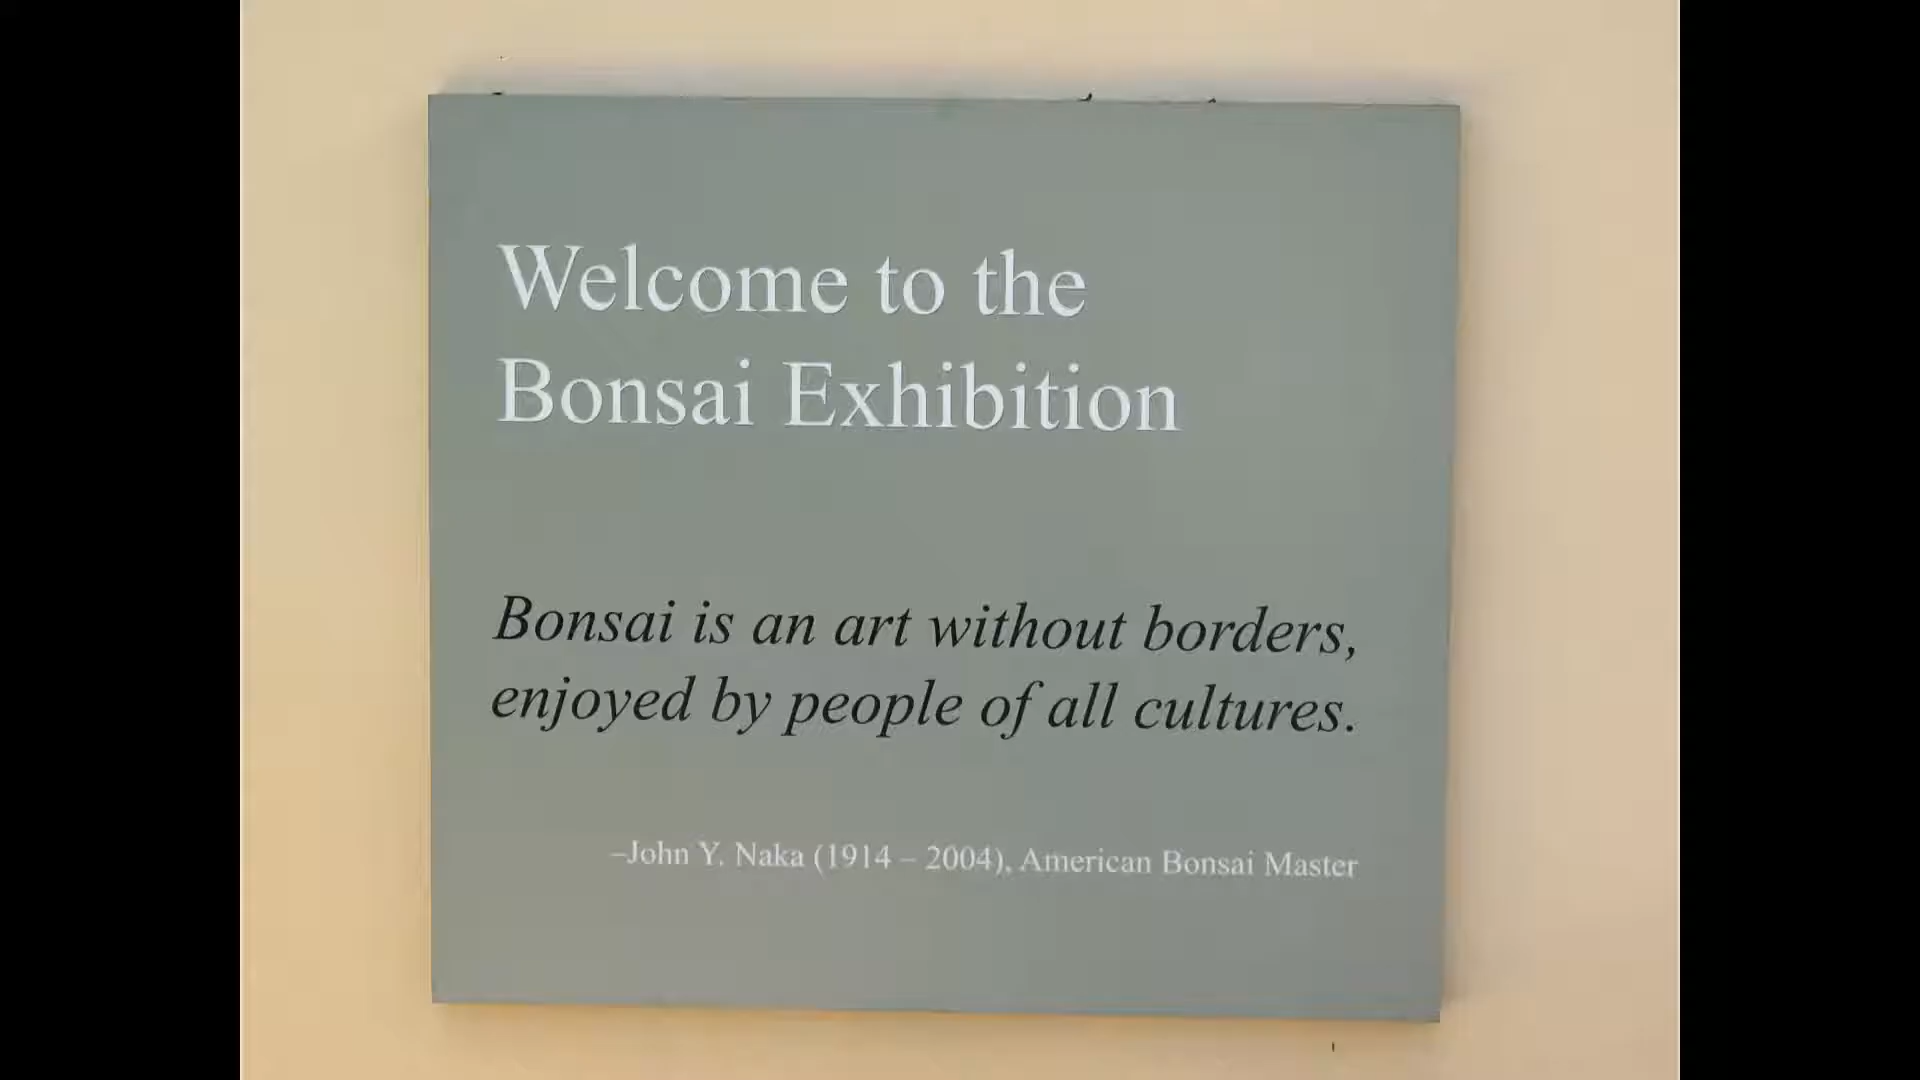 Welcome to the
Bonsai Exhibition
Bonsai is an art without borders,
enjoyed by people of all cultures.
–John Y. Naka (1914 – 2004), American Bonsai Master